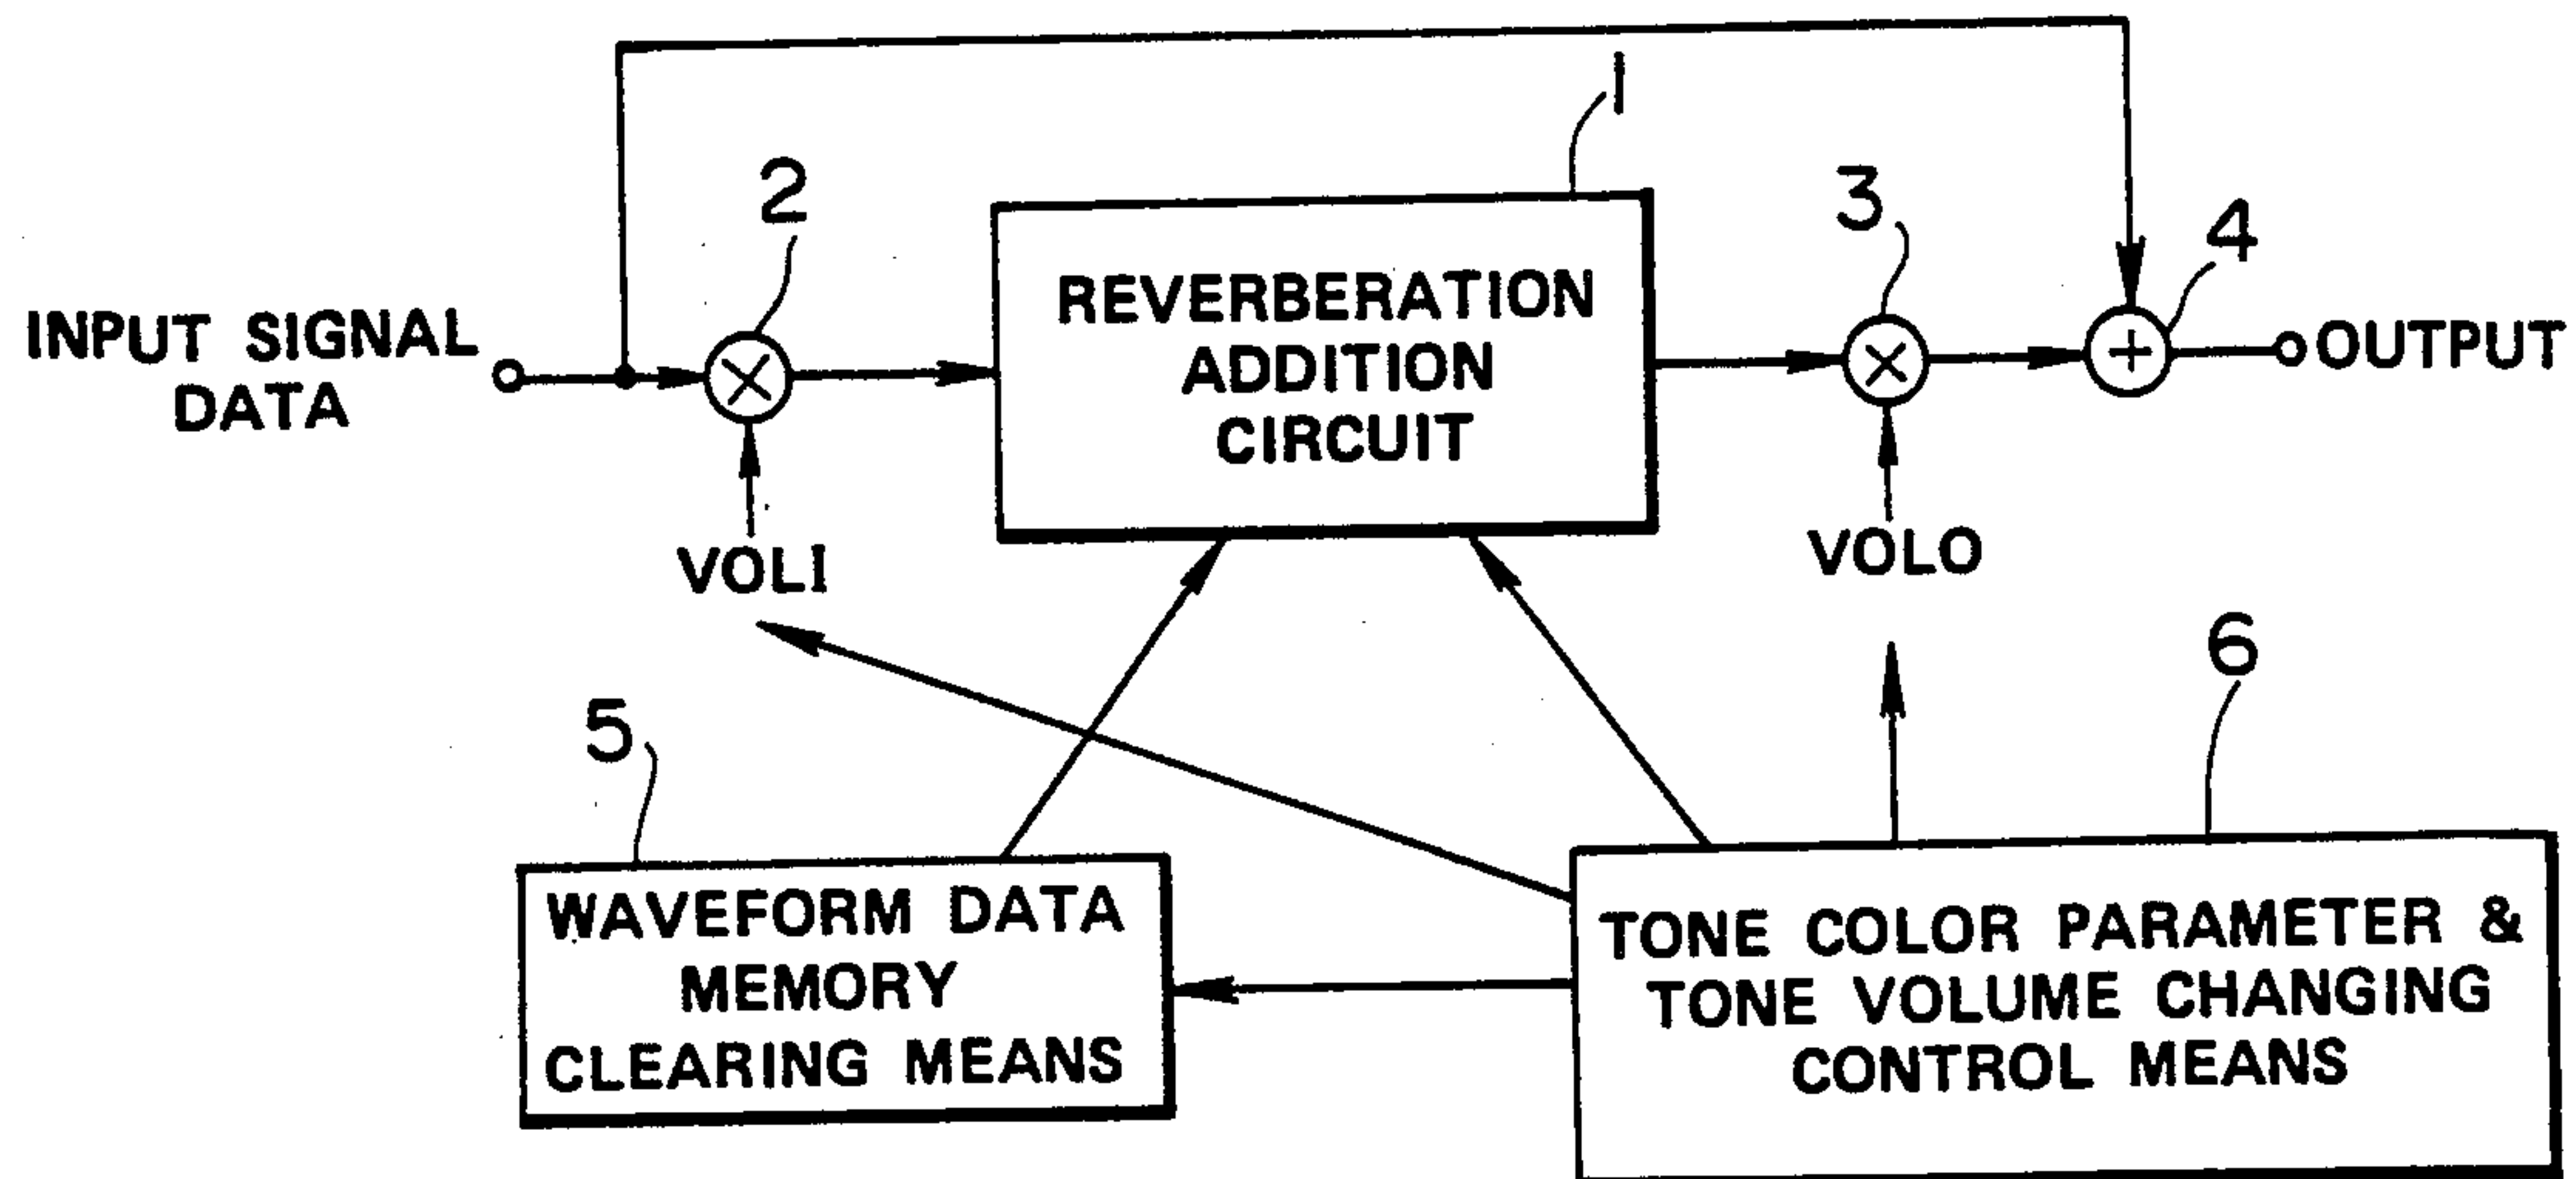 1
2
3
4
INPUT SIGNAL
DATA
REVERBERATION
ADDITION
CIRCUIT
OUTPUT
VOLI
VOLO
5
6
WAVEFORM DATA
MEMORY
CLEARING MEANS
TONE COLOR PARAMETER &
TONE VOLUME CHANGING
CONTROL MEANS